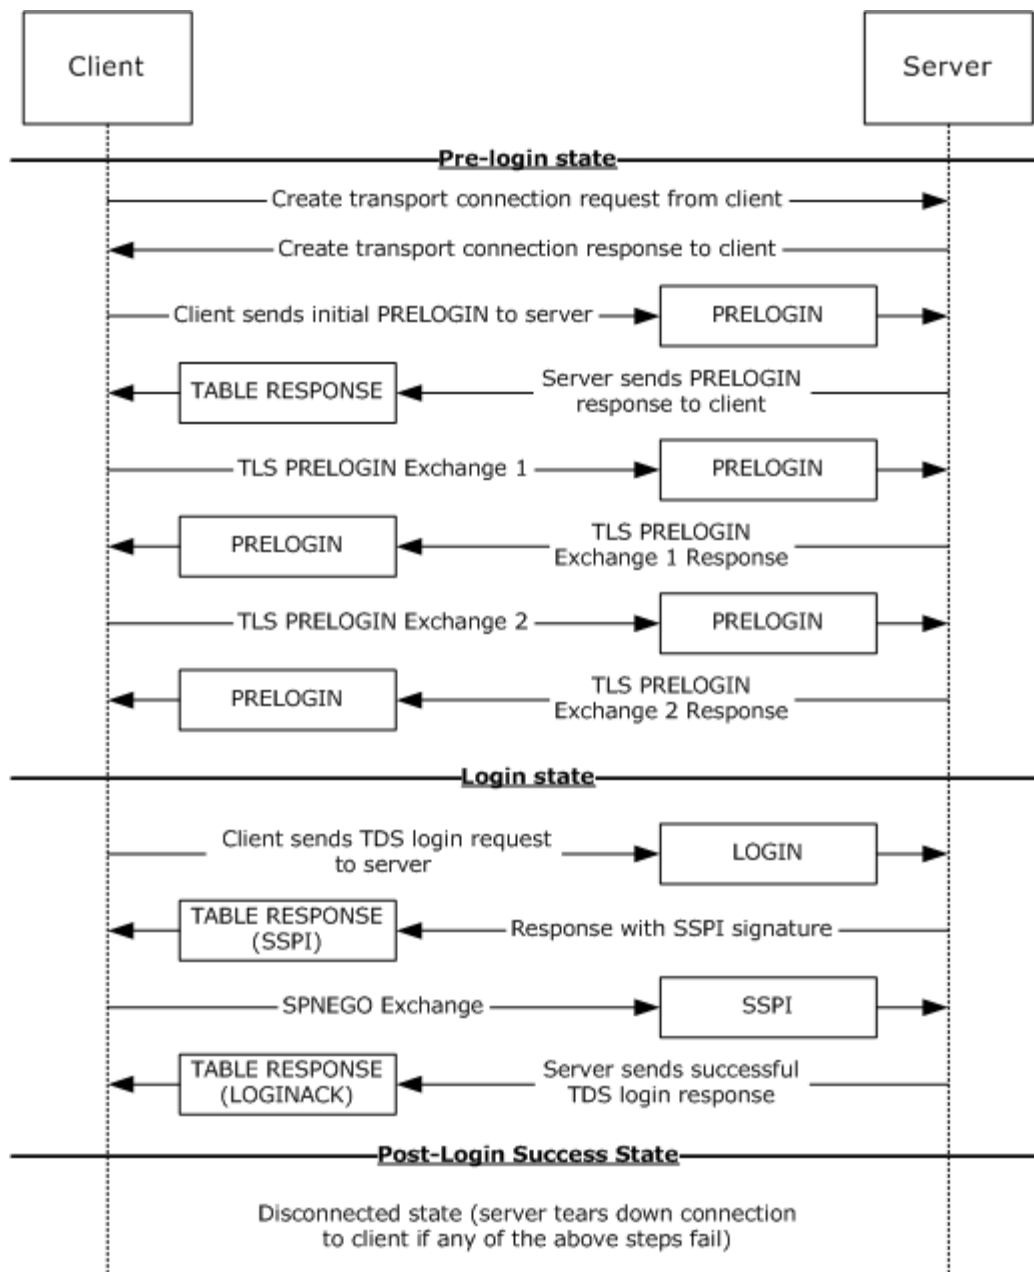 Client
Server
Pre-login state
Create transport connection request from client
Create transport connection response to client
Client sends initial PRELOGIN to server
PRELOGIN
TABLE RESPONSE
Server sends PRELOGIN
response to client
TLS PRELOGIN Exchange 1
PRELOGIN
PRELOGIN
TLS PRELOGIN
Exchange 1 Response
TLS PRELOGIN Exchange 2
PRELOGIN
PRELOGIN
TLS PRELOGIN
Exchange 2 Response
Login state
Client sends TDS login request
to server
LOGIN
TABLE RESPONSE
(SSPI)
Response with SSPI signature
SPNEGO Exchange
SSPI
TABLE RESPONSE
(LOGINACK)
Server sends successful
TDS login response
Post-Login Success State
Disconnected state (server tears down connection
to client if any of the above steps fail)